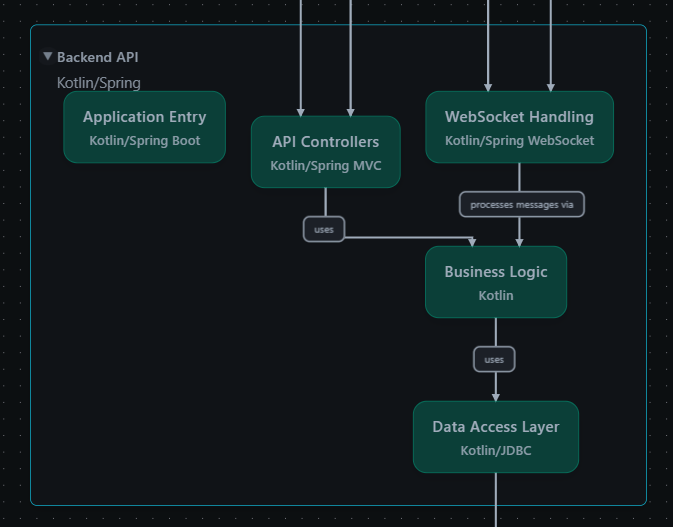 Backend API
Kotlin/Spring
Application Entry
Kotlin/Spring Boot
API Controllers
Kotlin/Spring MVC
WebSocket Handling
Kotlin/Spring WebSocket
processes messages via
uses
Business Logic
Kotlin
uses
Data Access Layer
Kotlin/JDBC